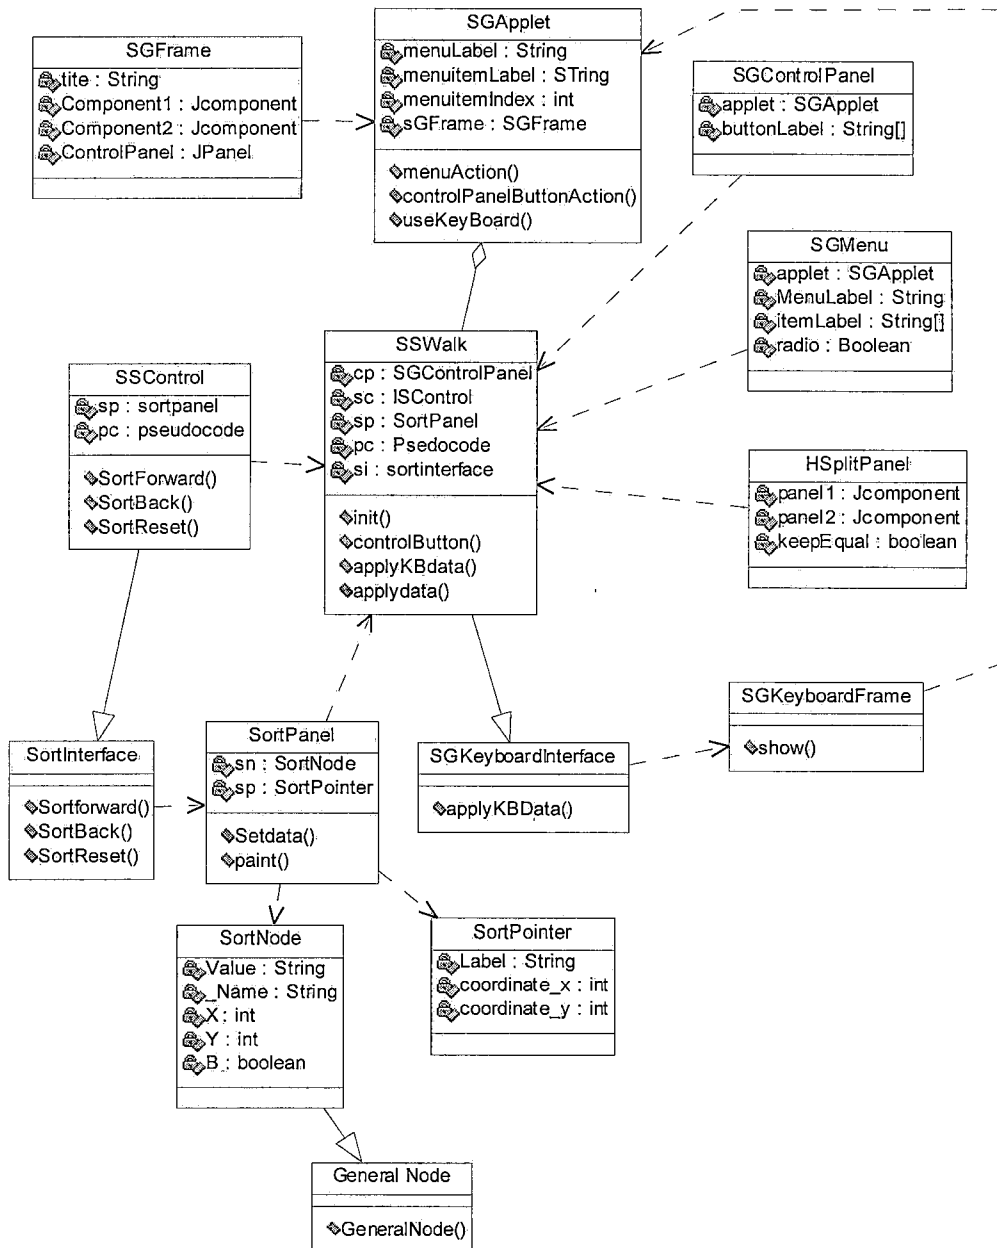 SGApplet
menuLabel : String
menuitemLabel : STring
menuitemIndex : int
sGFrame : SGFrame
menuAction()
controlPanelButtonAction()
useKeyBoard()
SGFrame
tite : String
Component1 : Jcomponent
Component2 : Jcomponent
ControlPanel : JPanel
SGControlPanel
applet : SGApplet
buttonLabel : String[]
SGMenu
applet : SGApplet
MenuLabel : String
itemLabel : String[]
radio : Boolean
SSWalk
cp : SGControlPanel
sc : ISControl
sp : SortPanel
pc : Psedocode
si : sortinterface
init()
controlButton()
applyKBdata()
applydata()
SSControl
sp : sortpanel
pc : pseudocode
SortForward()
SortBack()
SortReset()
HSplitPanel
panel1 : Jcomponent
panel2 : Jcomponent
keepEqual : boolean
SGKeyboardFrame
show()
SortInterface
Sortforward()
SortBack()
SortReset()
SortPanel
sn : SortNode
sp : SortPointer
Setdata()
paint()
SGKeyboardInterface
applyKBData()
SortNode
Value : String
_Name : String
X : int
Y : int
B : boolean
SortPointer
Label : String
coordinate_x : int
coordinate_y : int
General Node
GeneralNode()